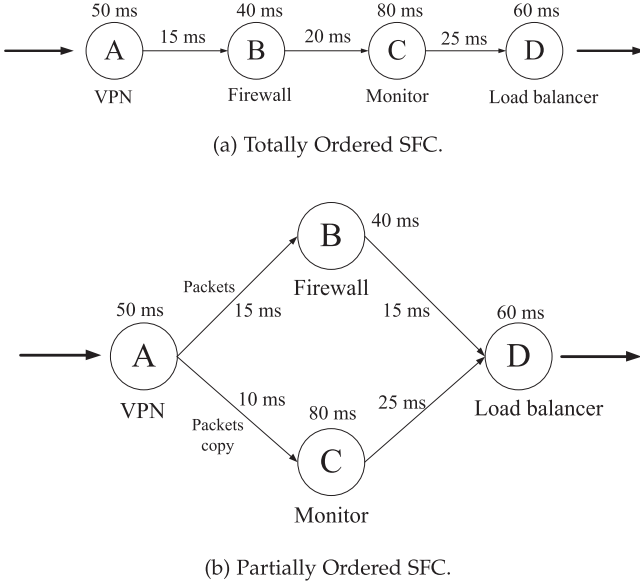 50 ms 40 ms 80 ms 60 ms
A 15 ms B 20 ms C 25 ms D
VPN Firewall Monitor Load balancer
(a) Totally Ordered SFC.
B 40 ms
Packets Firewall
15 ms 15 ms
50 ms 60 ms
A D
VPN 10 ms 80 ms 25 ms Load balancer
Packets
copy
C
Monitor
(b) Partially Ordered SFC.